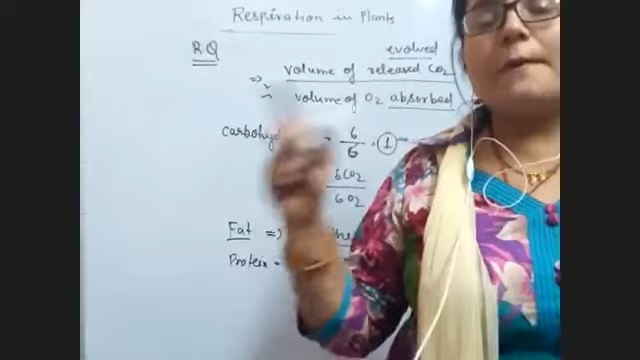 Respiration in Plants
RQ
evolved
=> volume of released CO2
volume of O2 absorbed
6/6 . 1
6CO2
6O2
Fat =>
Protein -